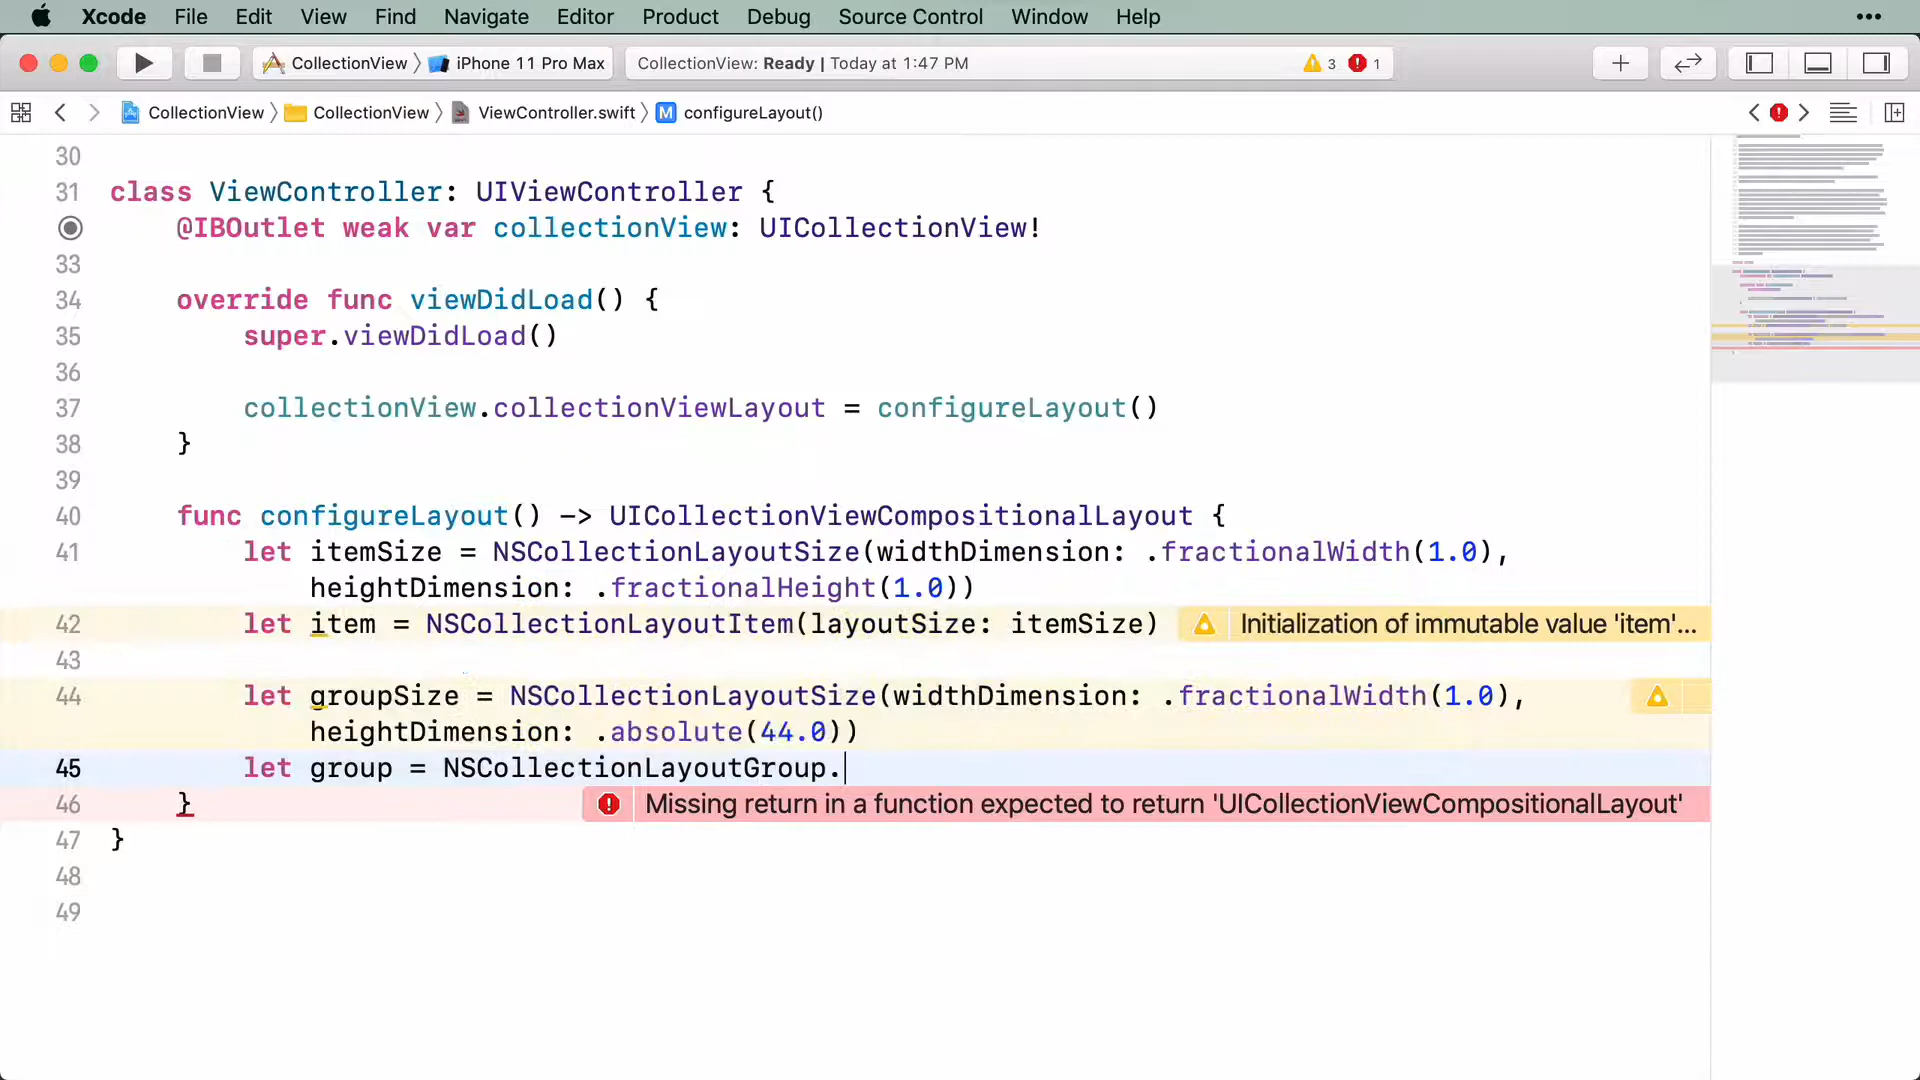 Xcode File Edit View Find Navigate Editor Product Debug Source Control Window Help •••
CollectionView 〉 iPhone 11 Pro Max CollectionView: Ready | Today at 1:47 PM 3 1
CollectionView 〉 CollectionView 〉 ViewController.swift 〉 M configureLayout()
30
31 class ViewController: UIViewController {
@IBOutlet weak var collectionView: UICollectionView!
33
34 override func viewDidLoad() {
35 super.viewDidLoad()
36
37 collectionView.collectionViewLayout = configureLayout()
38 }
39
40 func configureLayout() -> UICollectionViewCompositionalLayout {
41 let itemSize = NSCollectionLayoutSize(widthDimension: .fractionalWidth(1.0),
heightDimension: .fractionalHeight(1.0))
42 let item = NSCollectionLayoutItem(layoutSize: itemSize) Initialization of immutable value 'item'...
43
44 let groupSize = NSCollectionLayoutSize(widthDimension: .fractionalWidth(1.0),
heightDimension: .absolute(44.0))
45 let group = NSCollectionLayoutGroup.
46 } Missing return in a function expected to return 'UICollectionViewCompositionalLayout'
47 }
48
49